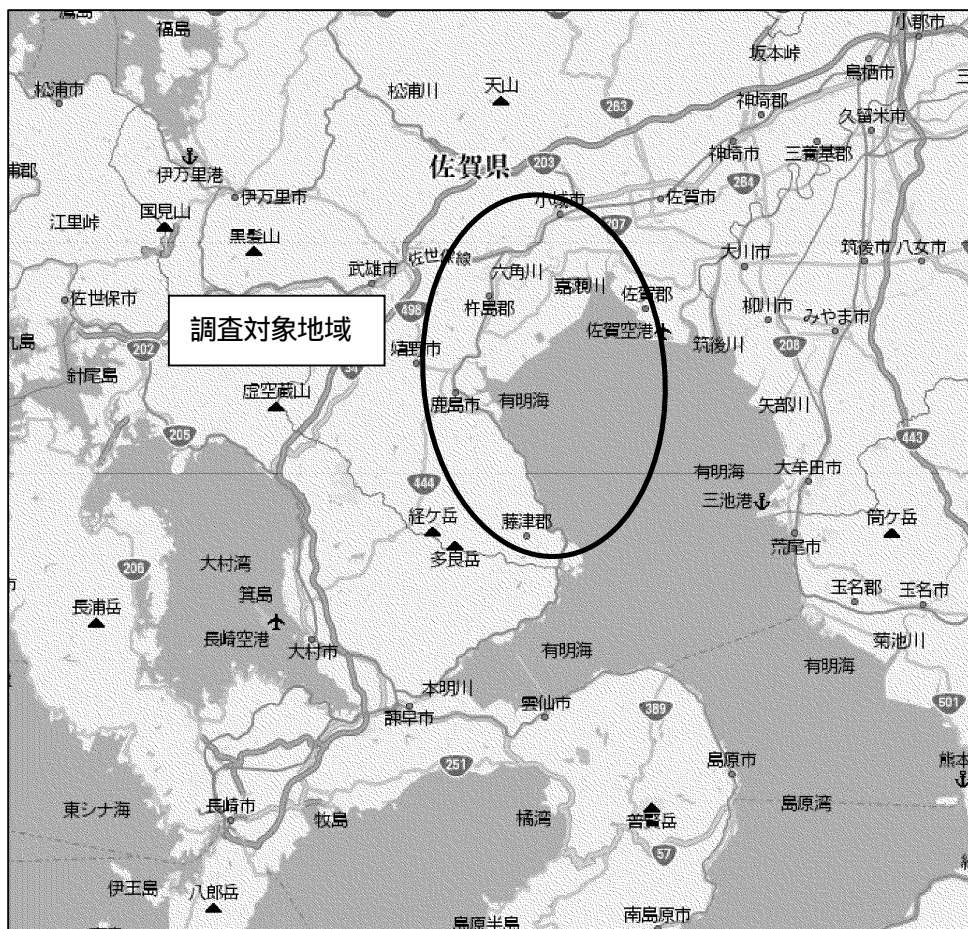 福島
小郡市
263
坂本峠
鳥栖市
松浦市
松浦川
天山
神埼郡
久留米市
伊万里港
佐賀県
203
神埼市
三養基郡
264
江里峠
国見山
伊万里市
小城市
佐賀市
207
黒髪山
武雄市
佐世保線
六角川
嘉瀬川
大川市
筑後市
八女市
佐世保市
498
杵島郡
佐賀郡
柳川市
みやま市
調査対象地域
佐賀空港
筑後川
208
202
嬉野市
34
針尾島
虚空蔵山
鹿島市
有明海
矢部川
205
443
有明海
大牟田市
444
三池港
経ケ岳
藤津郡
筒ケ岳
多良岳
荒尾市
206
大村湾
箕島
長浦岳
玉名郡
玉名市
長崎空港
大村市
有明海
菊池川
有明海
本明川
諫早市
雲仙市
389
501
251
島原市
東シナ海
長崎市
牧島
橘湾
普賢岳
島原湾
57
伊王島
八郎岳
島原半島
南島原市